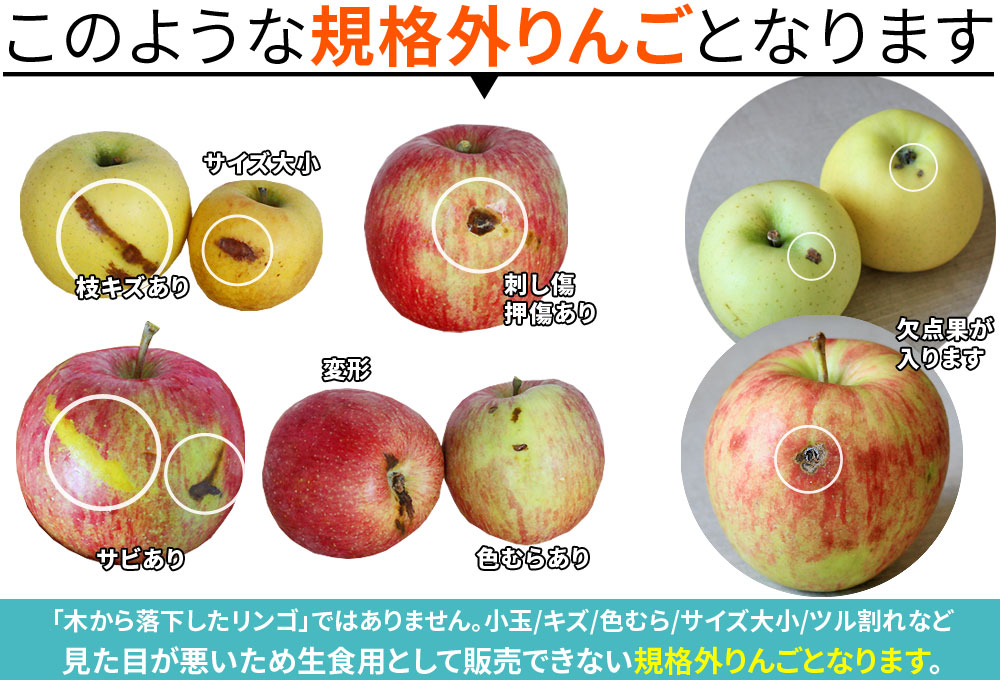 このような規格外りんごとなります
サイズ大小
枝キズあり
刺し傷
押傷あり
欠点果が
入ります
変形
サビあり
色むらあり
「木から落下したリンゴ」ではありません。小玉/キズ/色むら/サイズ大小/ツル割れなど
見た目が悪いため生食用として販売できない規格外りんごとなります。